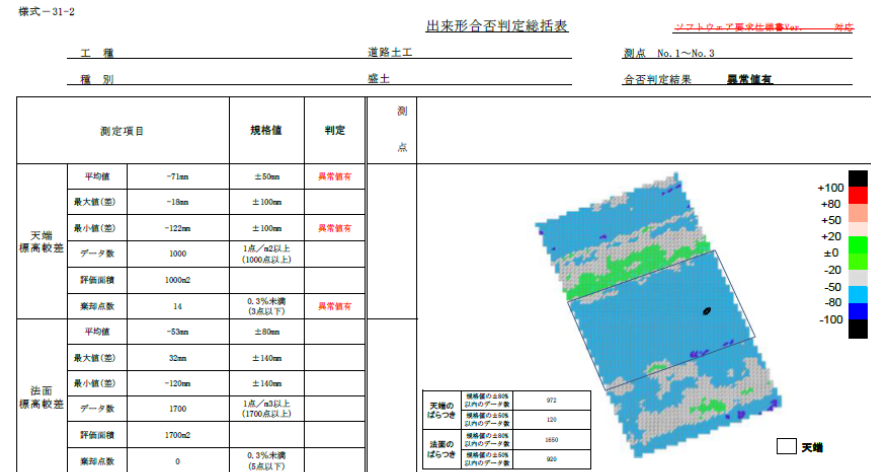 様式－31-2
出来形合否判定総括表
ソフトウェア要求仕様書Ver. 対応
工 種 道路土工 測点 No.1～No.3
種 別 盛土 合否判定結果 異常値有
測定項目 規格値 判定 測点
天端標高較差
平均値 -71mm ±50mm 異常値有
最大値(差) -18mm ±100mm
最小値(差) -122mm ±100mm 異常値有
データ数 1000 1点／m2以上
(1000点以上)
評価面積 1000m2
棄却点数 14 0.3%未満
(3点以下) 異常値有
法面標高較差
平均値 -53mm ±80mm
最大値(差) 32mm ±140mm
最小値(差) -120mm ±140mm
データ数 1700 1点／m3以上
(1700点以上)
評価面積 1700m2
棄却点数 0 0.3%未満
(5点以下)
天端のばらつき
規格値の±80%
以内のデータ数 972
規格値の±50%
以内のデータ数 120
法面のばらつき
規格値の±80%
以内のデータ数 1650
規格値の±50%
以内のデータ数 920
+100
+80
+50
+20
±0
-20
-50
-80
-100
天端